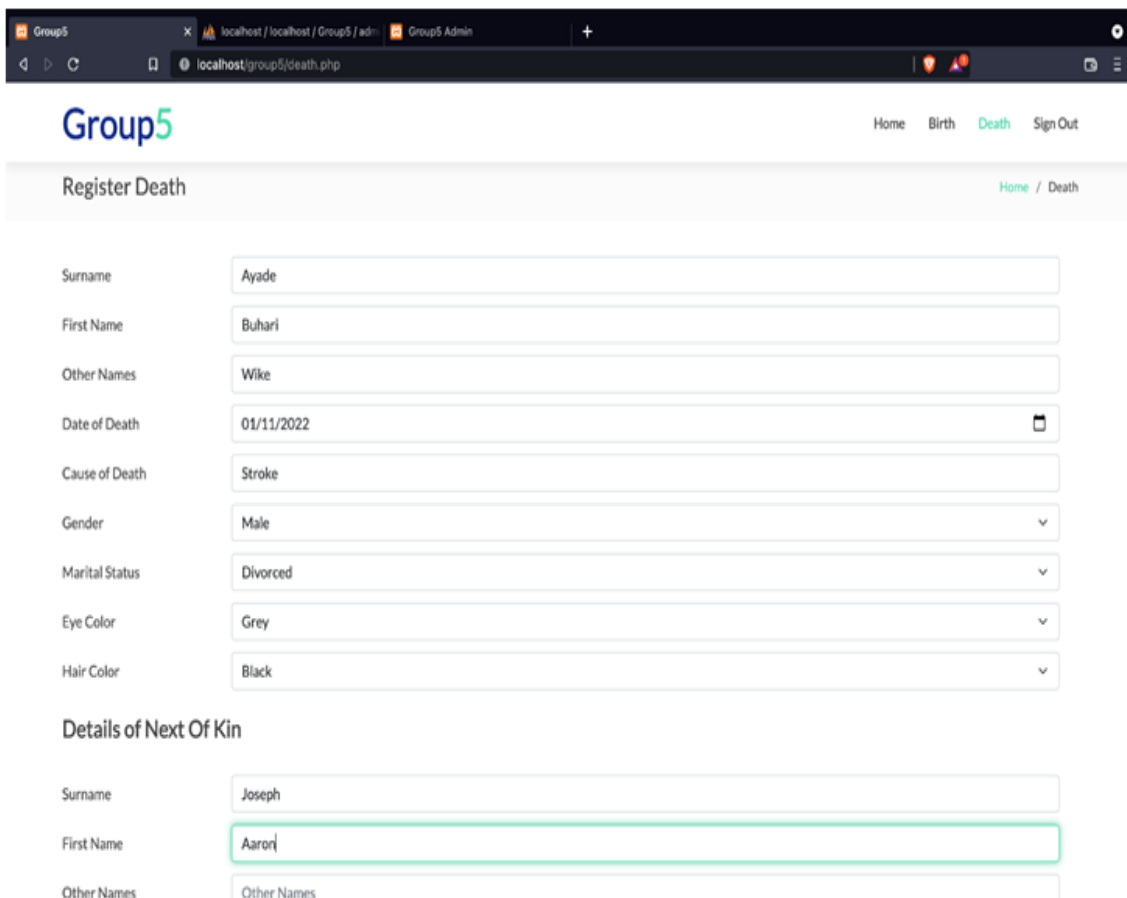 Group5
localhost / localhost / Group5 / adm
Group5 Admin
localhost/group5/death.php
Group5
Home Birth Death Sign Out
Register Death
Home / Death
Surname Ayade
First Name Buhari
Other Names Wike
Date of Death 01/11/2022
Cause of Death Stroke
Gender Male
Marital Status Divorced
Eye Color Grey
Hair Color Black
Details of Next Of Kin
Surname Joseph
First Name Aaron
Other Names Other Names